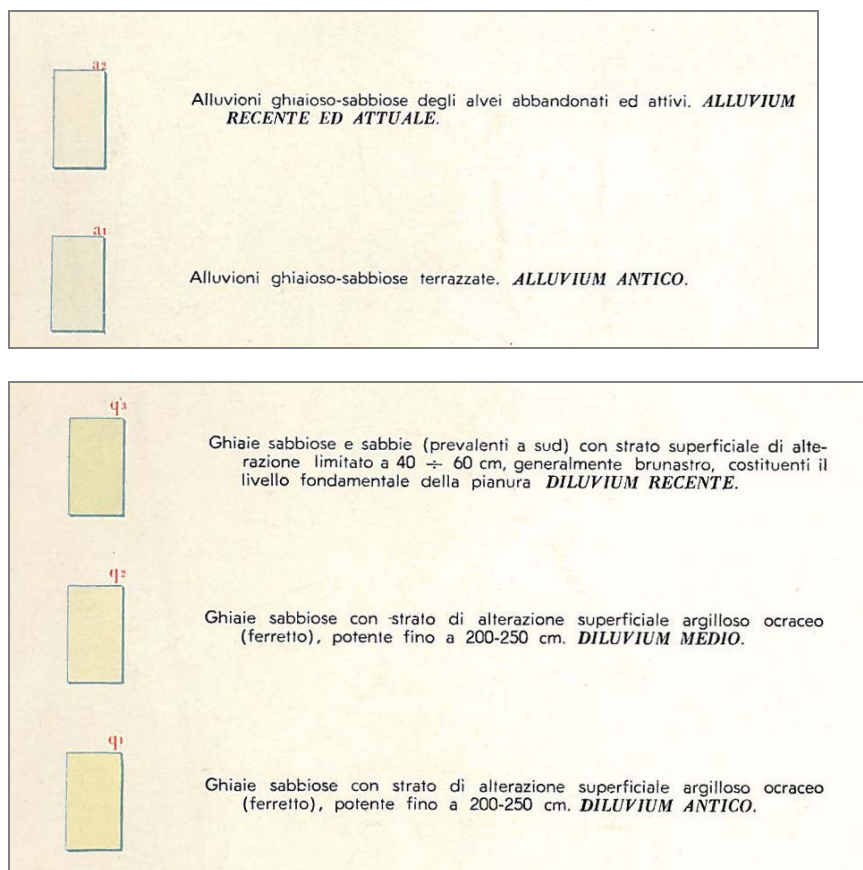 a2
Alluvioni ghiaioso-sabbiose degli alvei abbandonati ed attivi. ALLUVIUM
RECENTE ED ATTUALE.
a1
Alluvioni ghiaioso-sabbiose terrazzate. ALLUVIUM ANTICO.
q3
Ghiaie sabbiose e sabbie (prevalenti a sud) con strato superficiale di alte-
razione limitato a 40 ÷ 60 cm, generalmente brunastro, costituenti il
livello fondamentale della pianura DILUVIUM RECENTE.
q2
Ghiaie sabbiose con strato di alterazione superficiale argilloso ocraceo
(ferretto), potente fino a 200-250 cm. DILUVIUM MEDIO.
q1
Ghiaie sabbiose con strato di alterazione superficiale argilloso ocraceo
(ferretto), potente fino a 200-250 cm. DILUVIUM ANTICO.